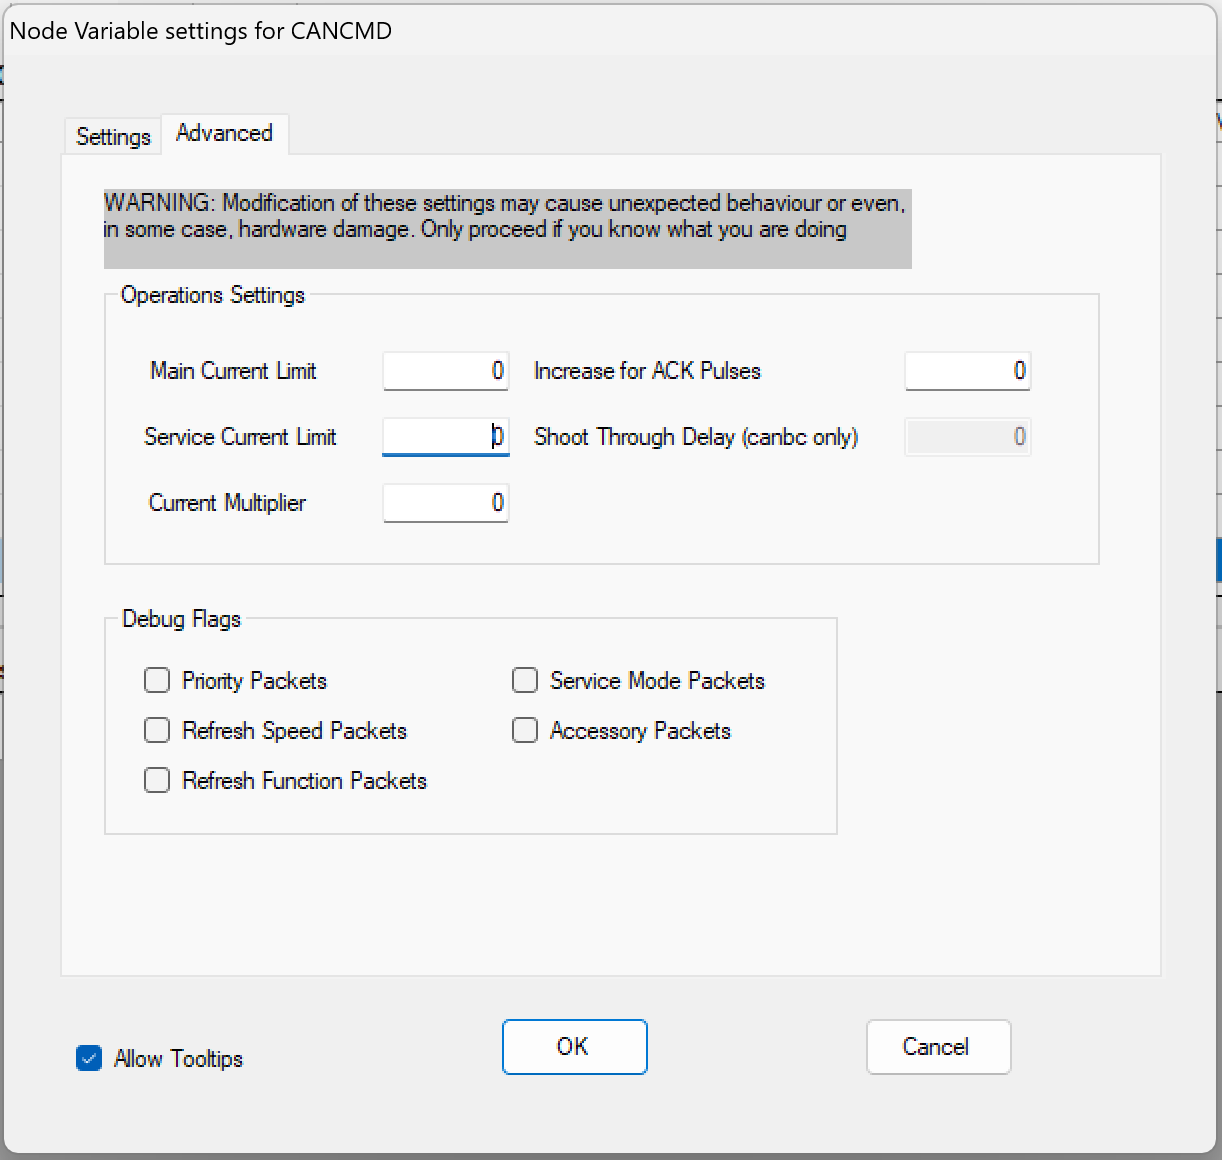 Node Variable settings for CANCMD
Settings
Advanced
WARNING: Modification of these settings may cause unexpected behaviour or even,
in some case, hardware damage. Only proceed if you know what you are doing
Operations Settings
Main Current Limit 0 Increase for ACK Pulses 0
Service Current Limit 0 Shoot Through Delay (canbc only) 0
Current Multiplier 0
Debug Flags
Priority Packets Service Mode Packets
Refresh Speed Packets Accessory Packets
Refresh Function Packets
Allow Tooltips OK Cancel